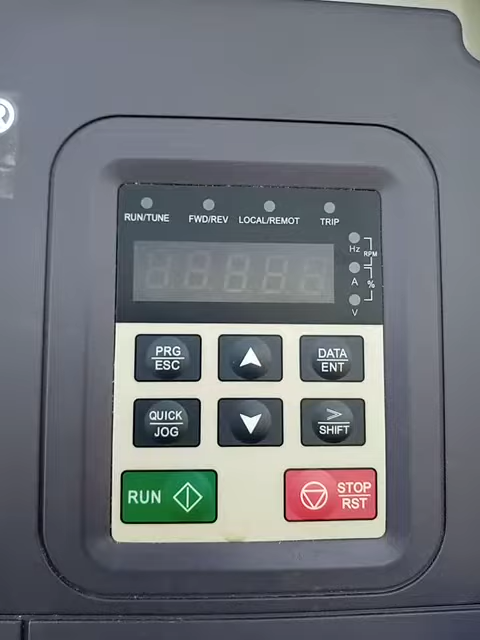 ®
RUN/TUNE FWD/REV LOCAL/REMOT TRIP
Hz
RPM
A
%
V
PRG
ESC
DATA
ENT
QUICK
JOG
>
SHIFT
RUN
STOP
RST